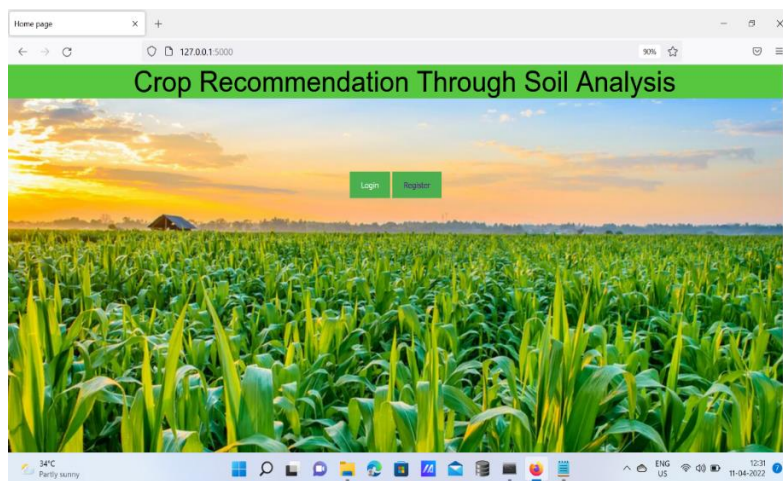 Home page
127.0.0.1:5000
90%
Crop Recommendation Through Soil Analysis
Login Register
34°C
Partly sunny
ENG
US
12:31
11-04-2022